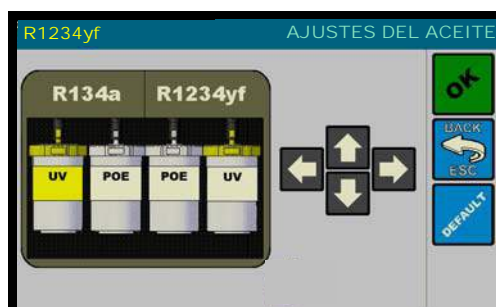 R1234yf AJUSTES DEL ACEITE
R134a R1234yf
UV POE POE UV
OK
BACK
ESC
DEFAULT